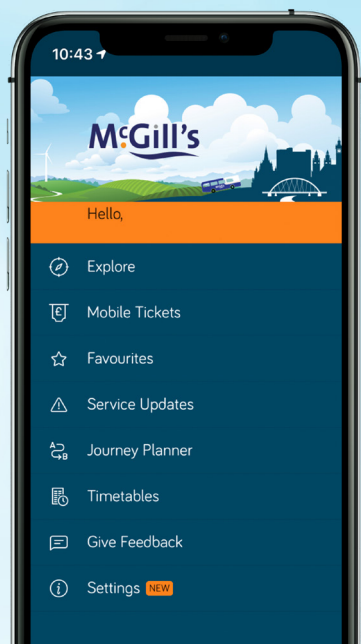 10:43
McGill's
Hello,
Explore
£
Mobile Tickets
Favourites
Service Updates
A
B
Journey Planner
Timetables
Give Feedback
i
Settings NEW